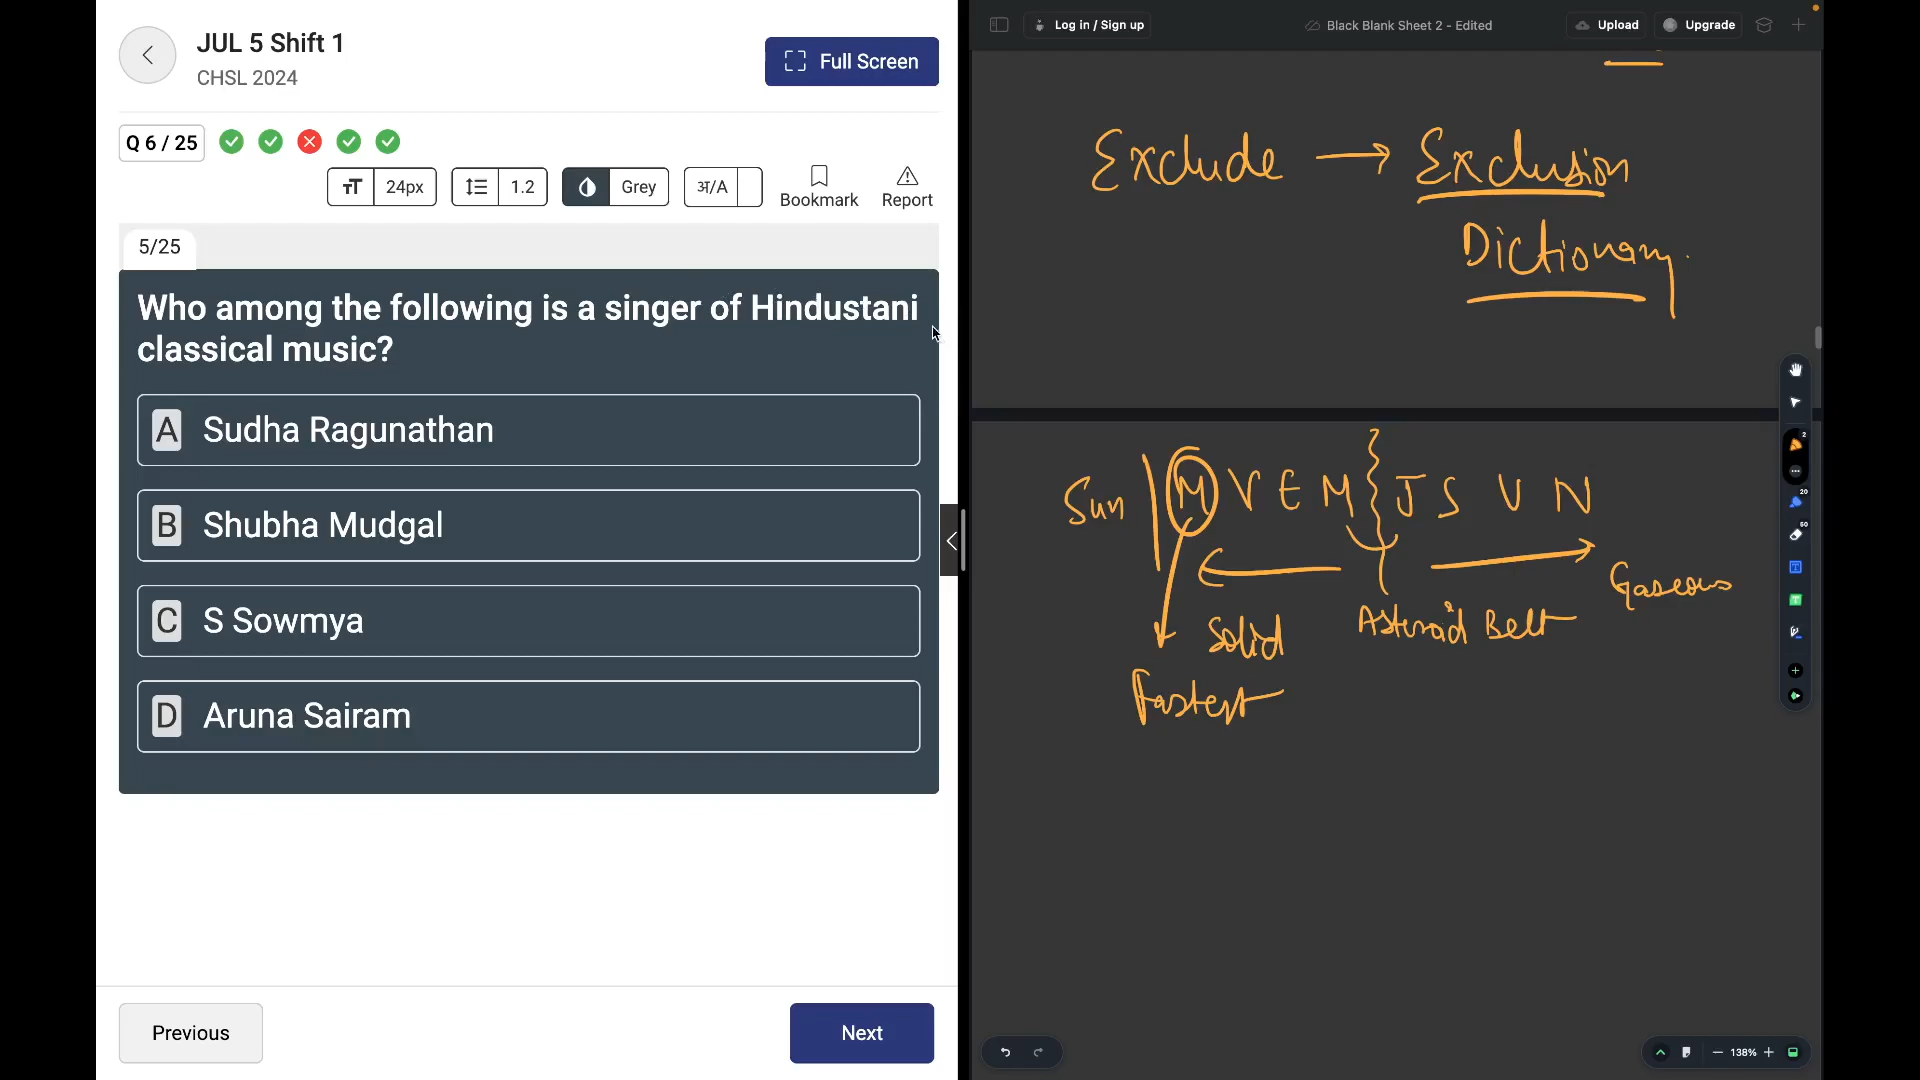 JUL 5 Shift 1
CHSL 2024
Full Screen
Q 6 / 25
24px
1.2
Grey
अ/A
Bookmark
Report
5/25
Who among the following is a singer of Hindustani
classical music?
A Sudha Ragunathan
B Shubha Mudgal
C S Sowmya
D Aruna Sairam
Previous
Next
Log in / Sign up
Black Blank Sheet 2 - Edited
Upload
Upgrade
Exclude → Exclusion
Dictionary.
Sun M V E M J S U N
Gaseous
Solid Asteroid Belt
Fastest
2
20
50
138%